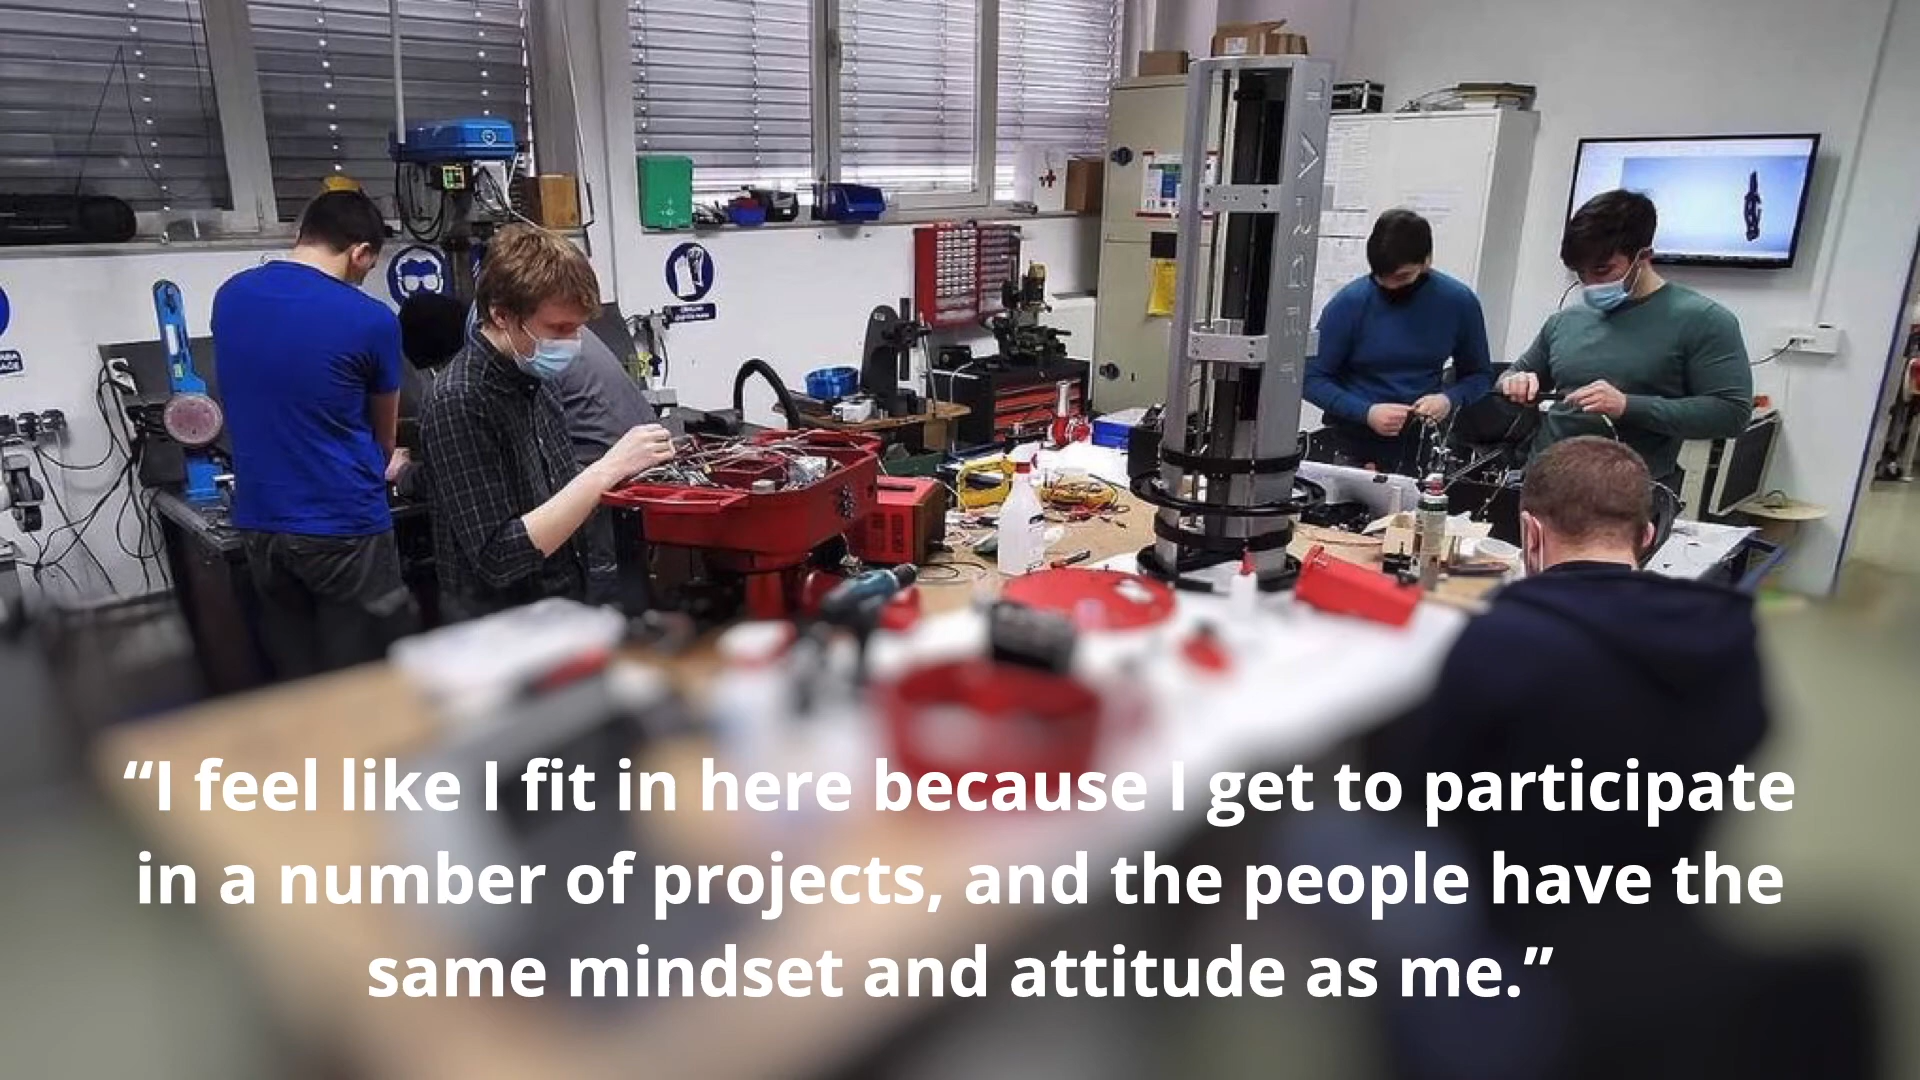 “I feel like I fit in here because I get to participate
in a number of projects, and the people have the
same mindset and attitude as me.”